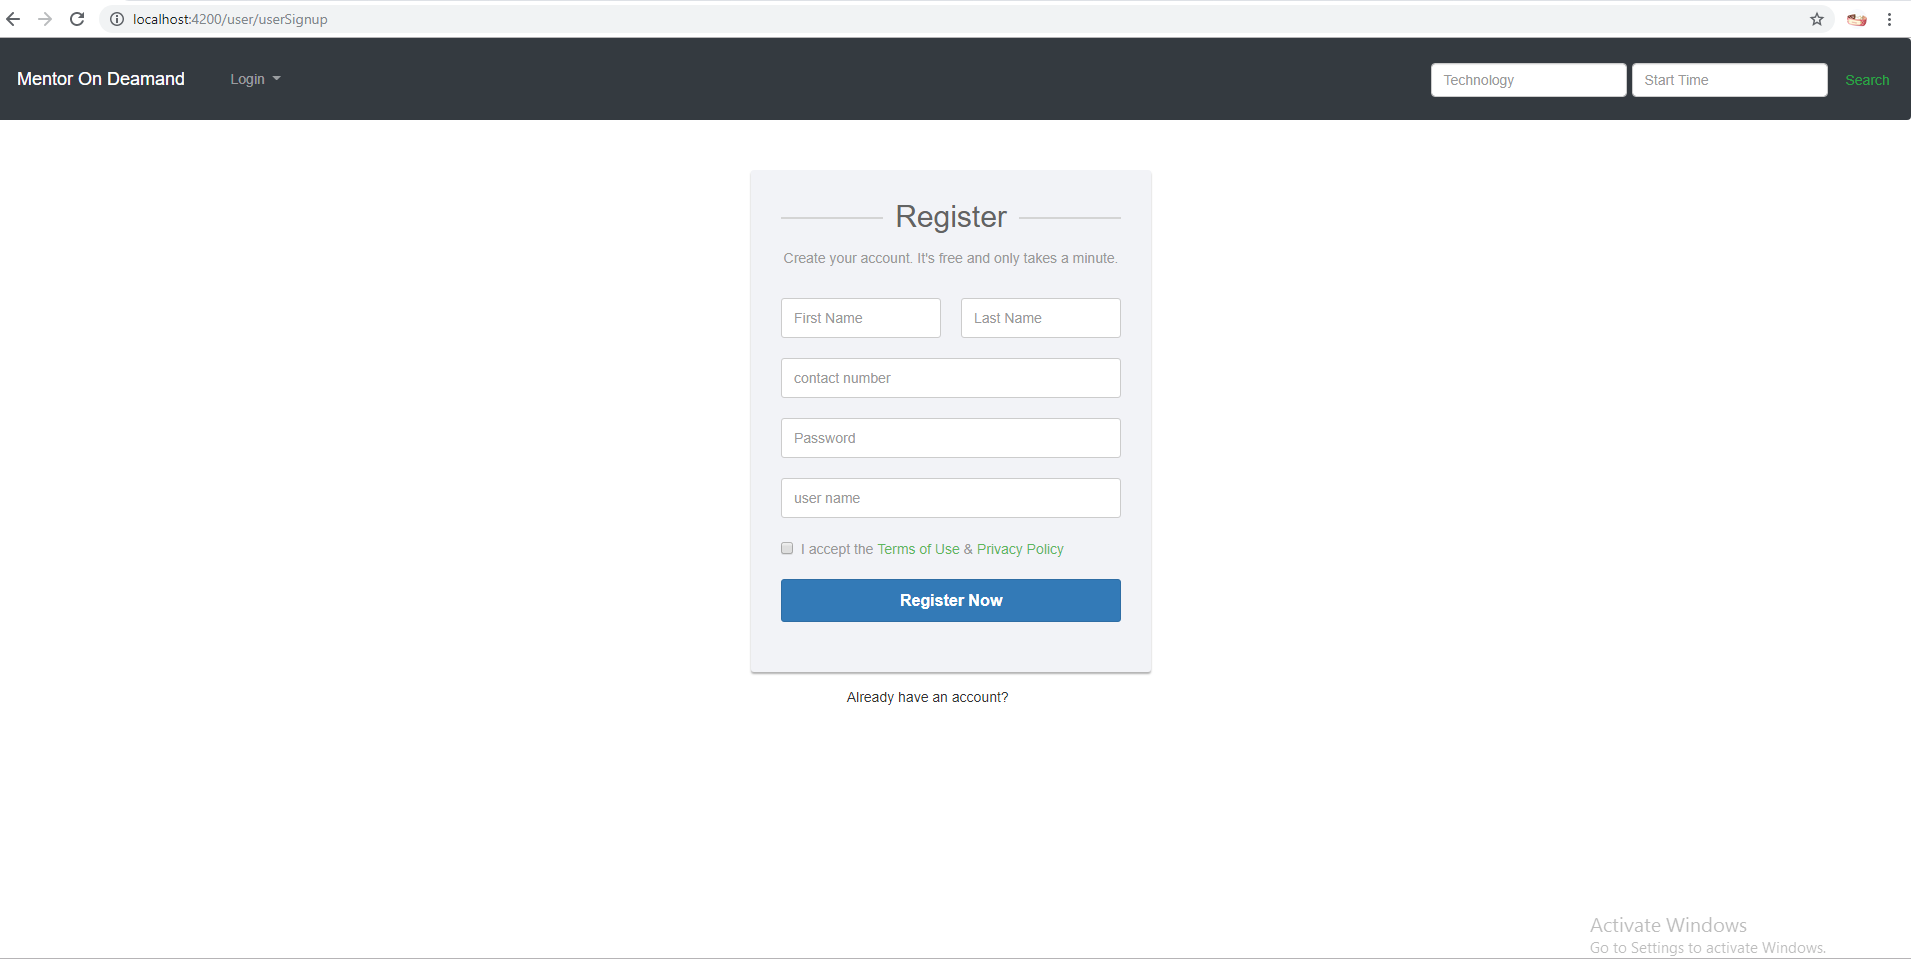 localhost:4200/user/userSignup
Mentor On Deamand Login Technology Start Time Search
Register
Create your account. It's free and only takes a minute.
First Name Last Name
contact number
Password
user name
I accept the Terms of Use & Privacy Policy
Register Now
Already have an account?
Activate Windows
Go to Settings to activate Windows.